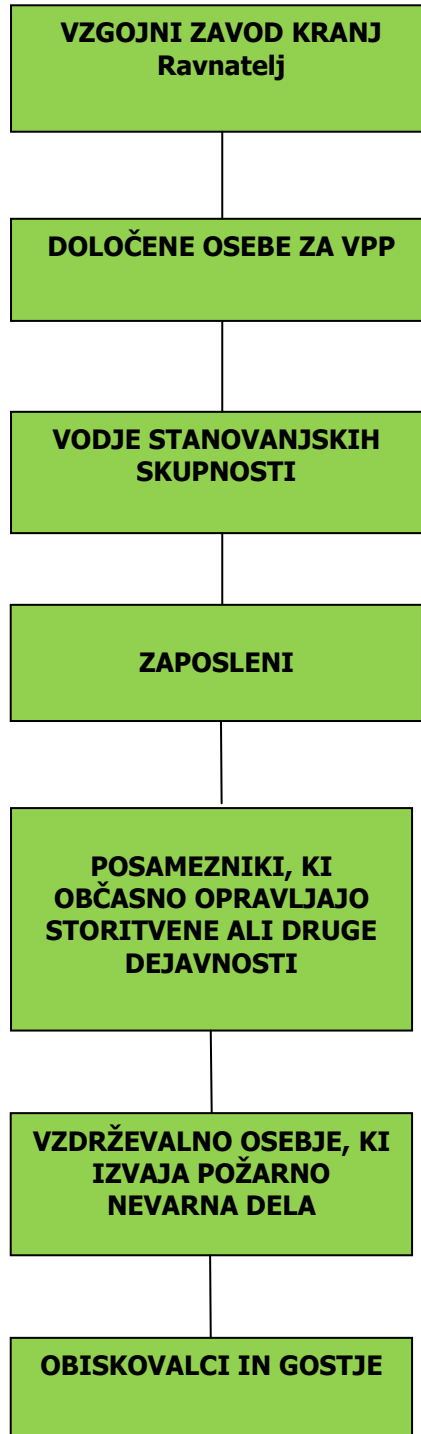 VZGOJNI ZAVOD KRANJ
Ravnatelj
DOLOČENE OSEBE ZA VPP
VODJE STANOVANJSKIH
SKUPNOSTI
ZAPOSLENI
POSAMEZNIKI, KI
OBČASNO OPRAVLJAJO
STORITVENE ALI DRUGE
DEJAVNOSTI
VZDRŽEVALNO OSEBJE, KI
IZVAJA POŽARNO
NEVARNA DELA
OBISKOVALCI IN GOSTJE